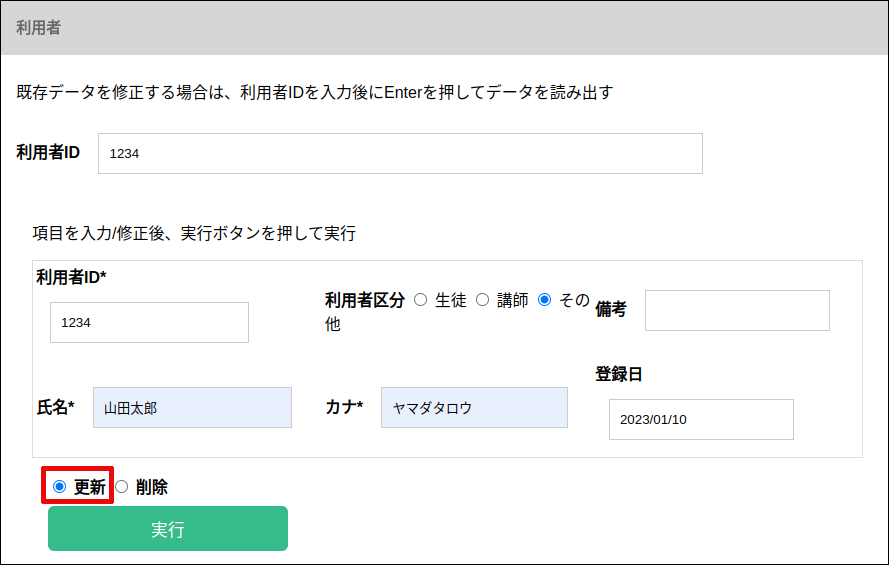 利用者
既存データを修正する場合は、利用者IDを入力後にEnterを押してデータを読み出す
利用者ID 1234
項目を入力/修正後、実行ボタンを押して実行
利用者ID*
1234
利用者区分 生徒 講師 その
他
備考
氏名* 山田太郎
カナ* ヤマダタロウ
登録日
2023/01/10
更新 削除
実行